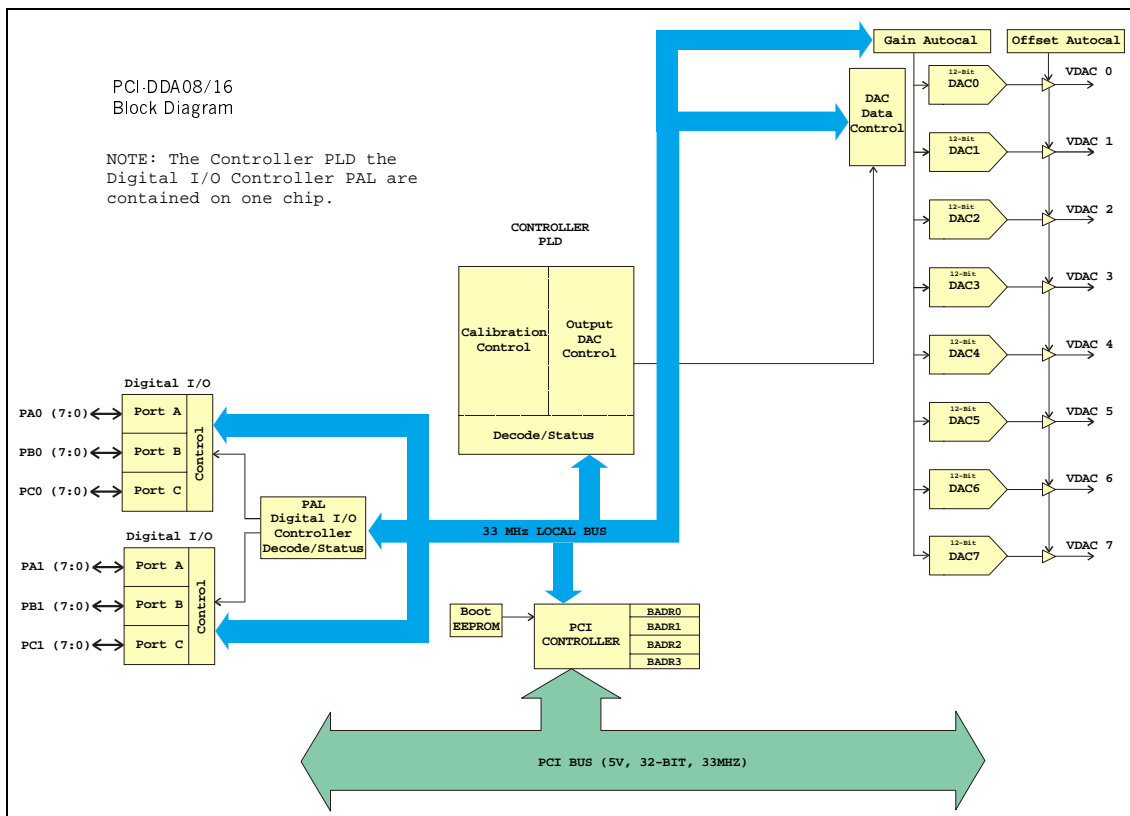 PCI-DDA08/16
Block Diagram
NOTE: The Controller PLD the
Digital I/O Controller PAL are
contained on one chip.
Gain Autocal
Offset Autocal
DAC
Data
Control
12-Bit
DAC0
VDAC 0
12-Bit
DAC1
VDAC 1
12-Bit
DAC2
VDAC 2
12-Bit
DAC3
VDAC 3
12-Bit
DAC4
VDAC 4
12-Bit
DAC5
VDAC 5
12-Bit
DAC6
VDAC 6
12-Bit
DAC7
VDAC 7
CONTROLLER
PLD
Calibration
Control
Output
DAC
Control
Decode/Status
Digital I/O
PA0 (7:0)
Port A
PB0 (7:0)
Port B
PC0 (7:0)
Port C
Control
PAL
Digital I/O
Controller
Decode/Status
33 MHz LOCAL BUS
Digital I/O
PA1 (7:0)
Port A
PB1 (7:0)
Port B
PC1 (7:0)
Port C
Control
Boot
EEPROM
PCI
CONTROLLER
BADR0
BADR1
BADR2
BADR3
PCI BUS (5V, 32-BIT, 33MHZ)